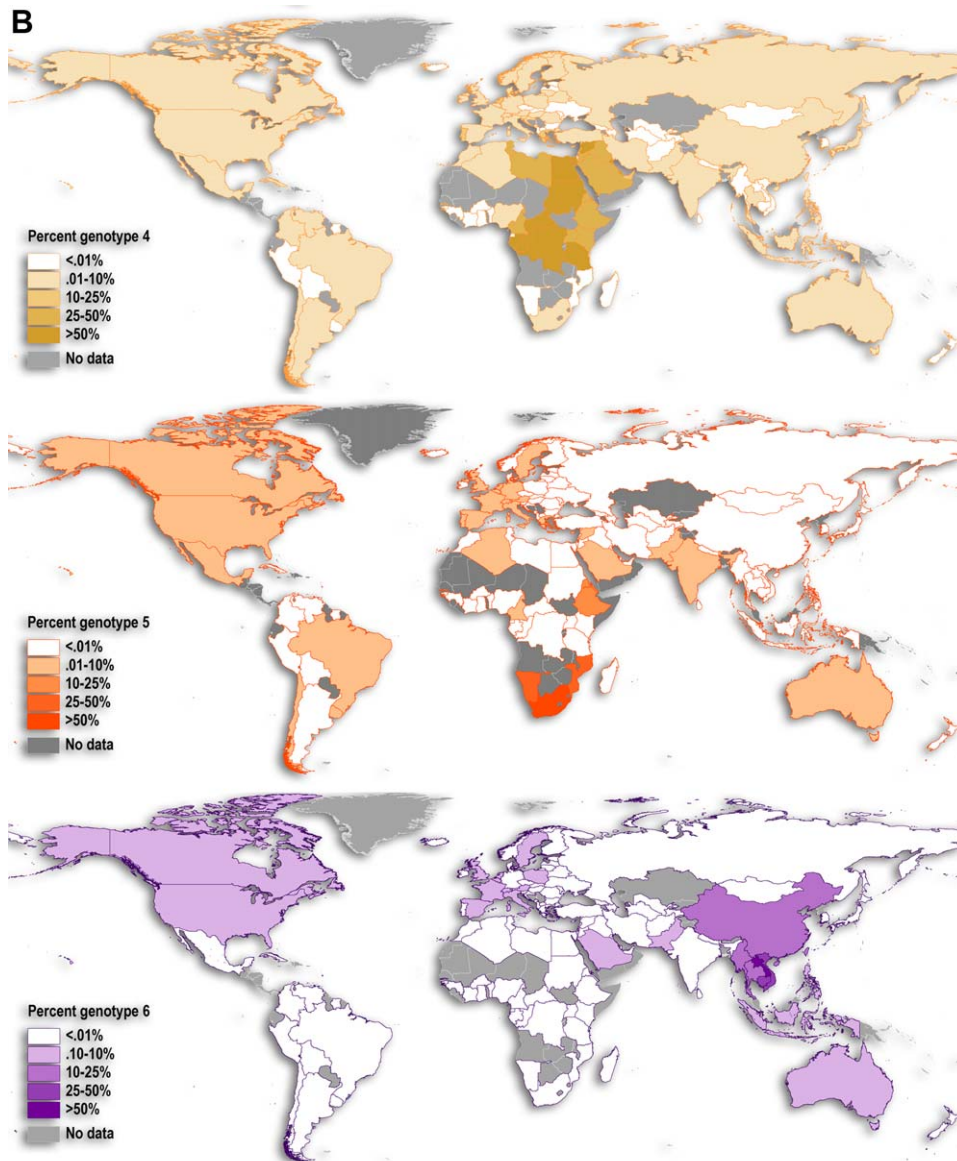 B
Percent genotype 4
<.01%
.01-10%
10-25%
25-50%
>50%
No data
Percent genotype 5
<.01%
.01-10%
10-25%
25-50%
>50%
No data
Percent genotype 6
<.01%
.10-10%
10-25%
25-50%
>50%
No data